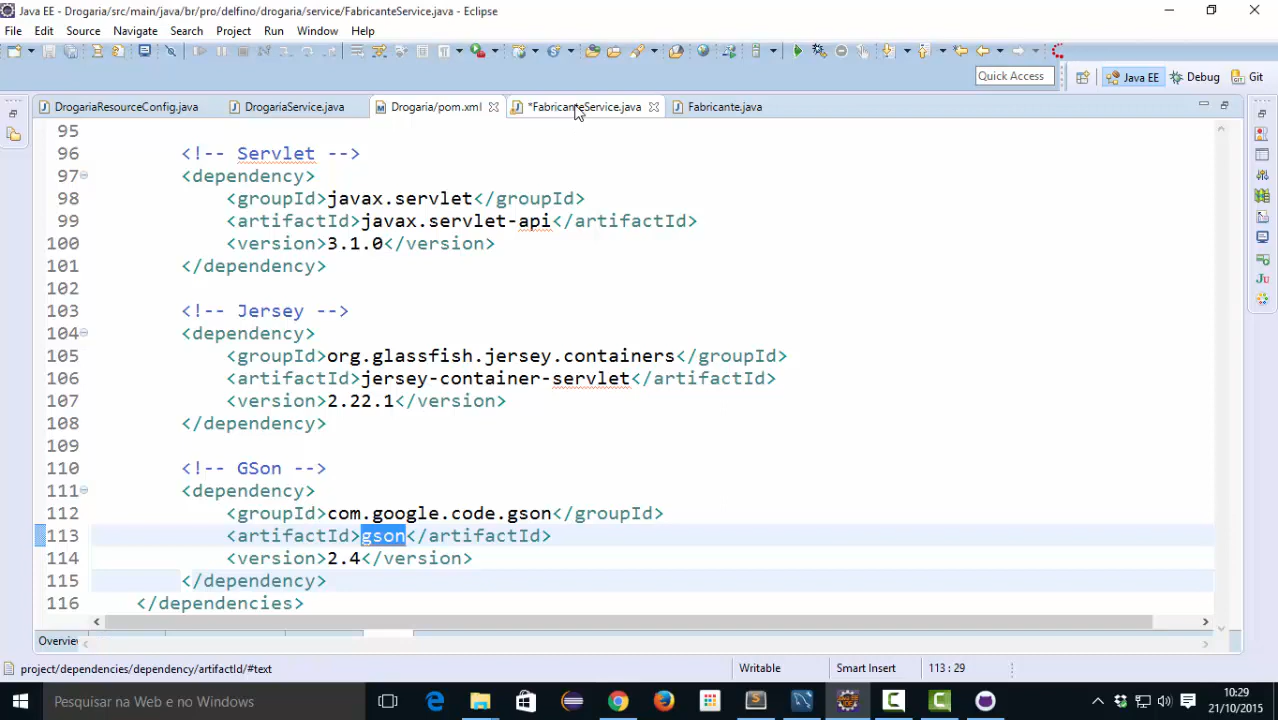 Java EE - Drogaria/src/main/java/br/pro/delfino/drogaria/service/FabricanteService.java - Eclipse
File Edit Source Navigate Search Project Run Window Help
Quick Access
Java EE
Debug
Git
DrogariaResourceConfig.java
DrogariaService.java
Drogaria/pom.xml
*FabricanteService.java
Fabricante.java
95
96 <!-- Servlet -->
97 <dependency>
98 <groupId>javax.servlet</groupId>
99 <artifactId>javax.servlet-api</artifactId>
100 <version>3.1.0</version>
101 </dependency>
102
103 <!-- Jersey -->
104 <dependency>
105 <groupId>org.glassfish.jersey.containers</groupId>
106 <artifactId>jersey-container-servlet</artifactId>
107 <version>2.22.1</version>
108 </dependency>
109
110 <!-- GSon -->
111 <dependency>
112 <groupId>com.google.code.gson</groupId>
113 <artifactId>gson</artifactId>
114 <version>2.4</version>
115 </dependency>
116 </dependencies>
Overview
project/dependencies/dependency/artifactId/#text
Writable
Smart Insert
113 : 29
Pesquisar na Web e no Windows
10:29
21/10/2015